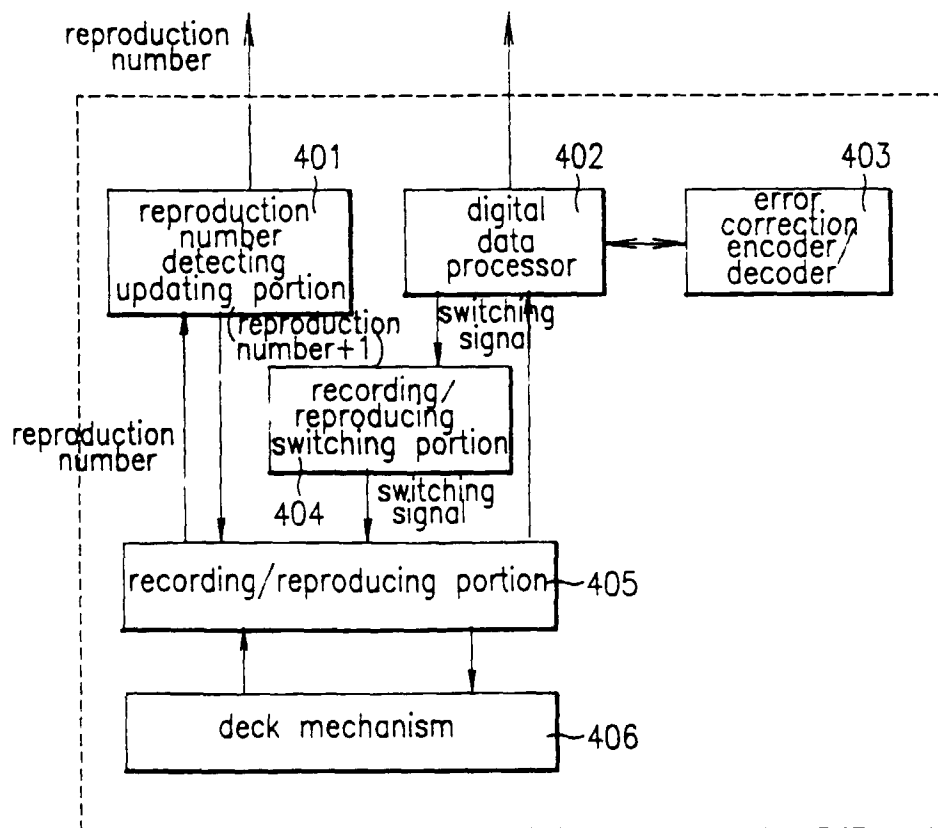 reproduction
number
401
402
403
reproduction
number
detecting
updating portion
digital
data
processor
error
correction
encoder
decoder
(reproduction
number+1)
switching
signal
recording/
reproducing
switching portion
reproduction
number
404
switching
signal
recording/reproducing portion
405
deck mechanism
406